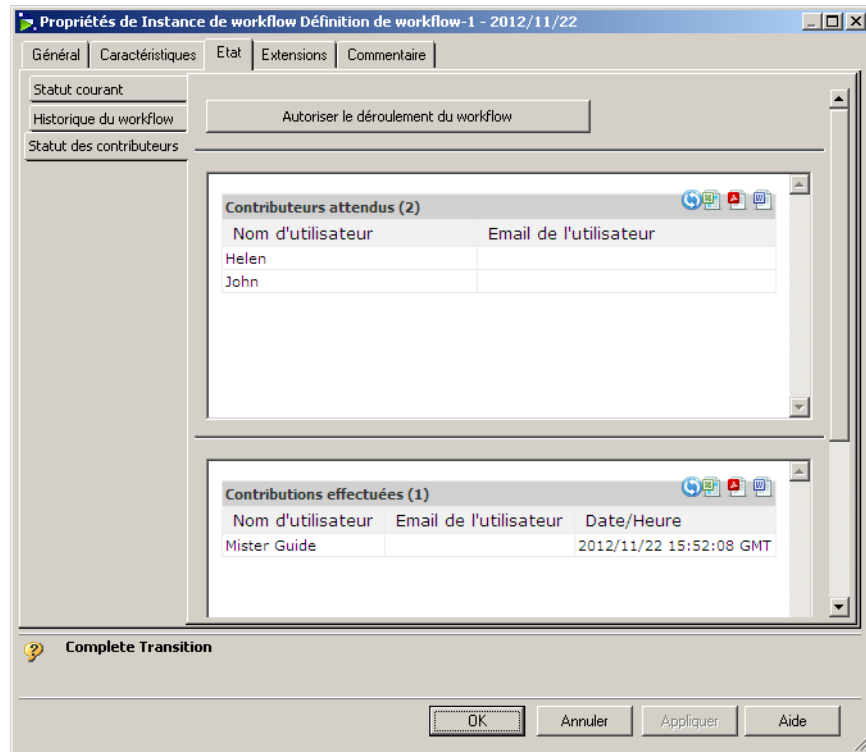 Propriétés de Instance de workflow Définition de workflow-1 - 2012/11/22
Général Caractéristiques Etat Extensions Commentaire
Statut courant
Historique du workflow
Statut des contributeurs
Autoriser le déroulement du workflow
Contributeurs attendus (2)
Nom d'utilisateur Email de l'utilisateur
Helen
John
Contributions effectuées (1)
Nom d'utilisateur Email de l'utilisateur Date/Heure
Mister Guide 2012/11/22 15:52:08 GMT
Complete Transition
OK Annuler Appliquer Aide